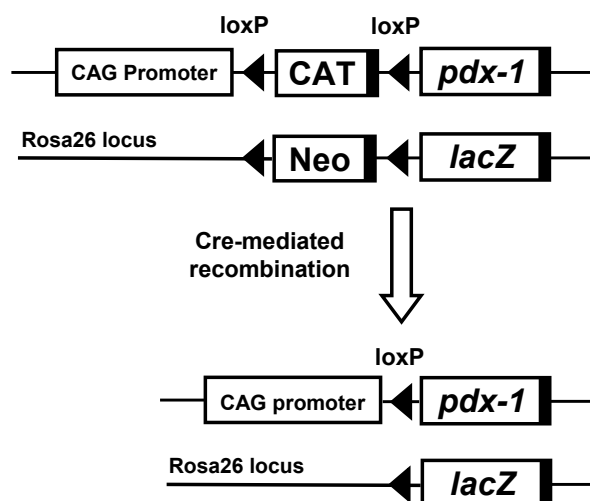 loxP loxP
CAG Promoter CAT pdx-1
Rosa26 locus
Neo lacZ
Cre-mediated
recombination
loxP
CAG promoter pdx-1
Rosa26 locus
lacZ